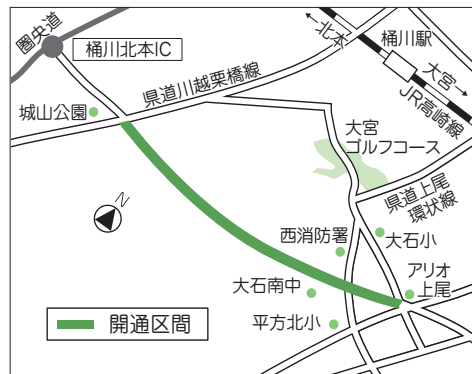 圏央道
桶川北本IC
←北本
桶川駅
大宮→
JR高崎線
県道川越栗橋線
城山公園
大宮
ゴルフコース
県道上尾
環状線
N
西消防署
大石小
アリオ
上尾
大石南中
平方北小
開通区間